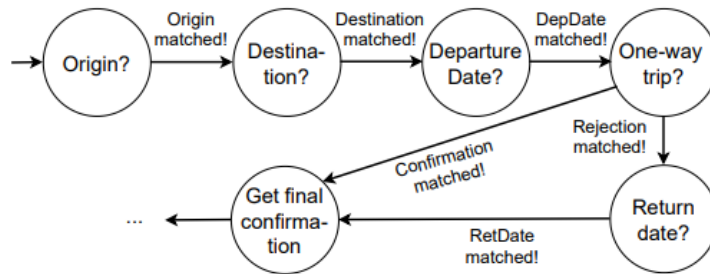 Origin?
Origin
matched!
Destina-
tion?
Destination
matched!
Departure
Date?
DepDate
matched!
One-way
trip?
Confirmation
matched!
Rejection
matched!
Return
date?
RetDate
matched!
Get final
confirma-
tion
...